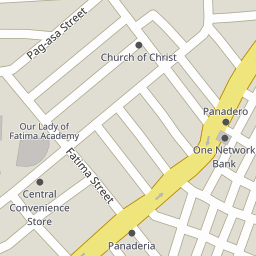 Pag-asa Street
Church of Christ
Panadero
Our Lady of
Fatima Academy
One Network
Bank
Fatima Street
Central
Convenience
Store
Panaderia